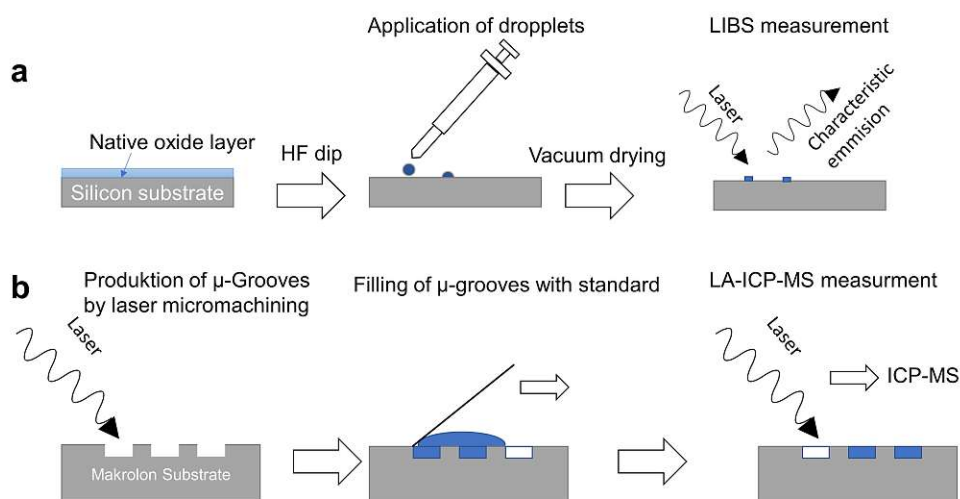 a
Application of dropplets
LIBS measurement
Native oxide layer
Silicon substrate
HF dip
Vacuum drying
Laser
Characteristic
emmision
b
Produktion of μ-Grooves
by laser micromachining
Filling of μ-grooves with standard
LA-ICP-MS measurment
Laser
Makrolon Substrate
Laser
ICP-MS